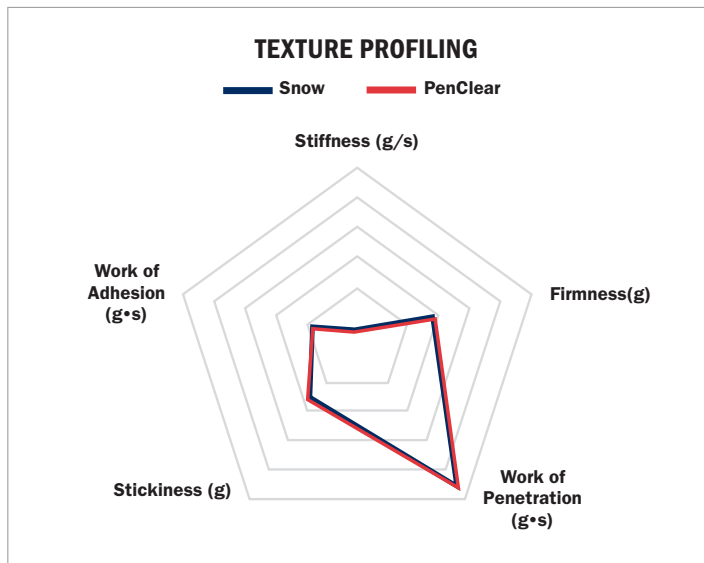 TEXTURE PROFILING
Snow
PenClear
Stiffness (g/s)
Work of
Adhesion
(g•s)
Firmness(g)
Stickiness (g)
Work of
Penetration
(g•s)